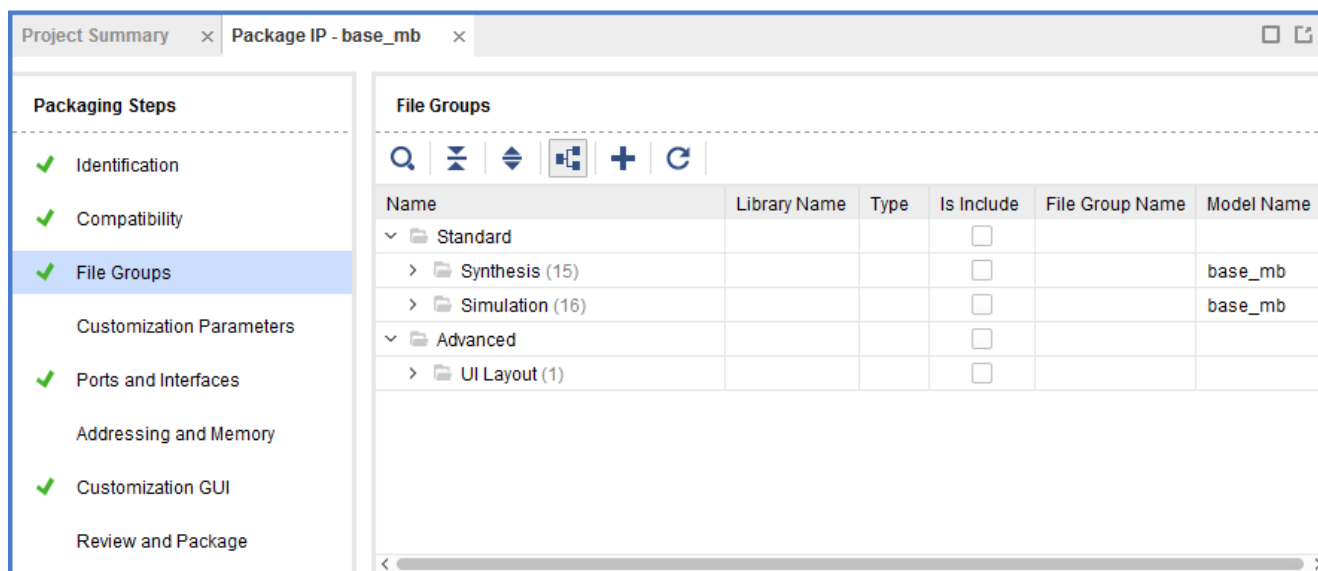 Project Summary Package IP - base_mb
Packaging Steps
Identification
Compatibility
File Groups
Customization Parameters
Ports and Interfaces
Addressing and Memory
Customization GUI
Review and Package
File Groups
Name Library Name Type Is Include File Group Name Model Name
Standard
Synthesis (15) base_mb
Simulation (16) base_mb
Advanced
UI Layout (1)